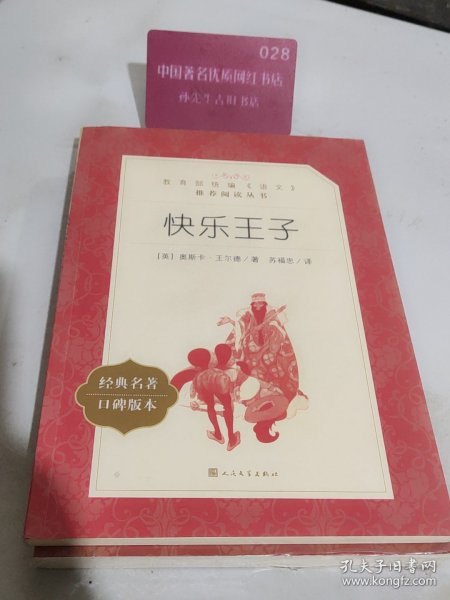 028
中国著名优质网红书店
孙先生古旧书店
教育部统编《语文》
推荐阅读丛书
快乐王子
〔英〕奥斯卡·王尔德／著 苏福忠／译
经典名著
口碑版本
人民文学出版社
孔夫子旧书网
www.kongfz.com